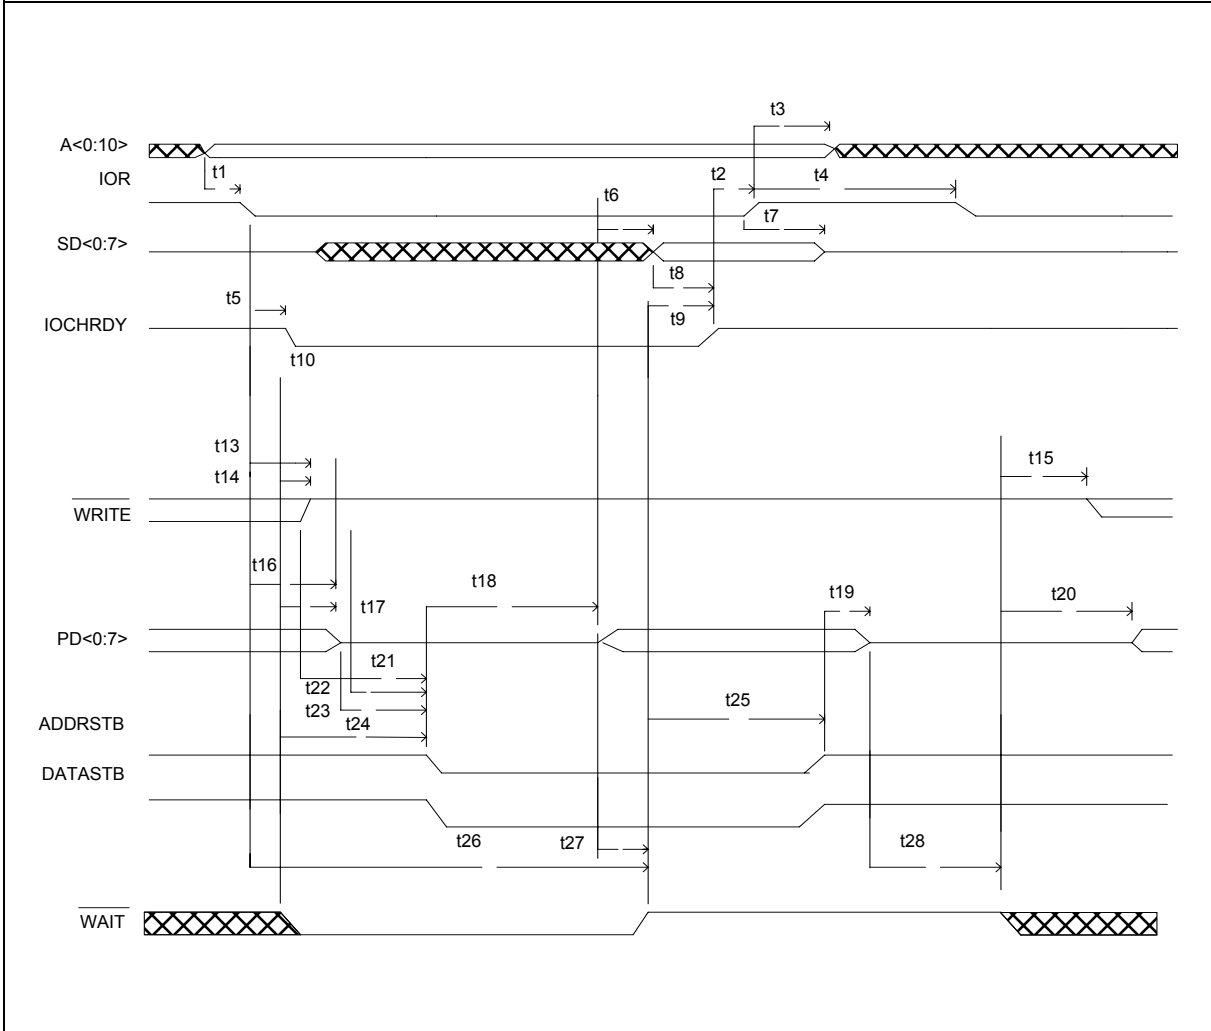 t3
A<0:10>
t1
IOR
t2
t4
t6
t7
SD<0:7>
t8
t5
t9
IOCHRDY
t10
t13
t14
t15
WRITE
t16
t18
t17
t19
t20
PD<0:7>
t21
t22
t23
t25
t24
ADDRSTB
DATASTB
t26
t27
t28
WAIT